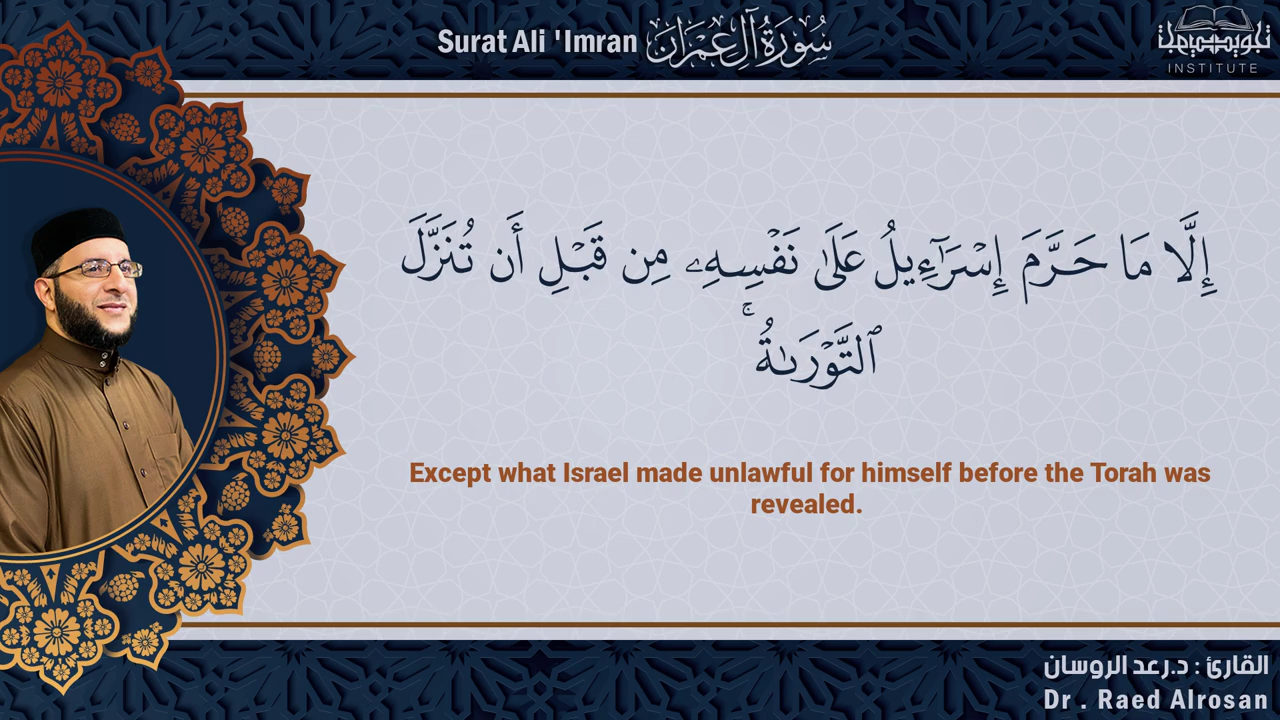 Surat Ali 'Imran سُورَةُ آلِ عِمْرَانَ
INSTITUTE
إِلَّا مَا حَرَّمَ إِسْرَٰٓءِيلُ عَلَىٰ نَفْسِهِۦ مِن قَبْلِ أَن تُنَزَّلَ
ٱلتَّوْرَىٰةُ ۚ
Except what Israel made unlawful for himself before the Torah was
revealed.
القارئ : د.رعد الروسان
Dr . Raed Alrosan